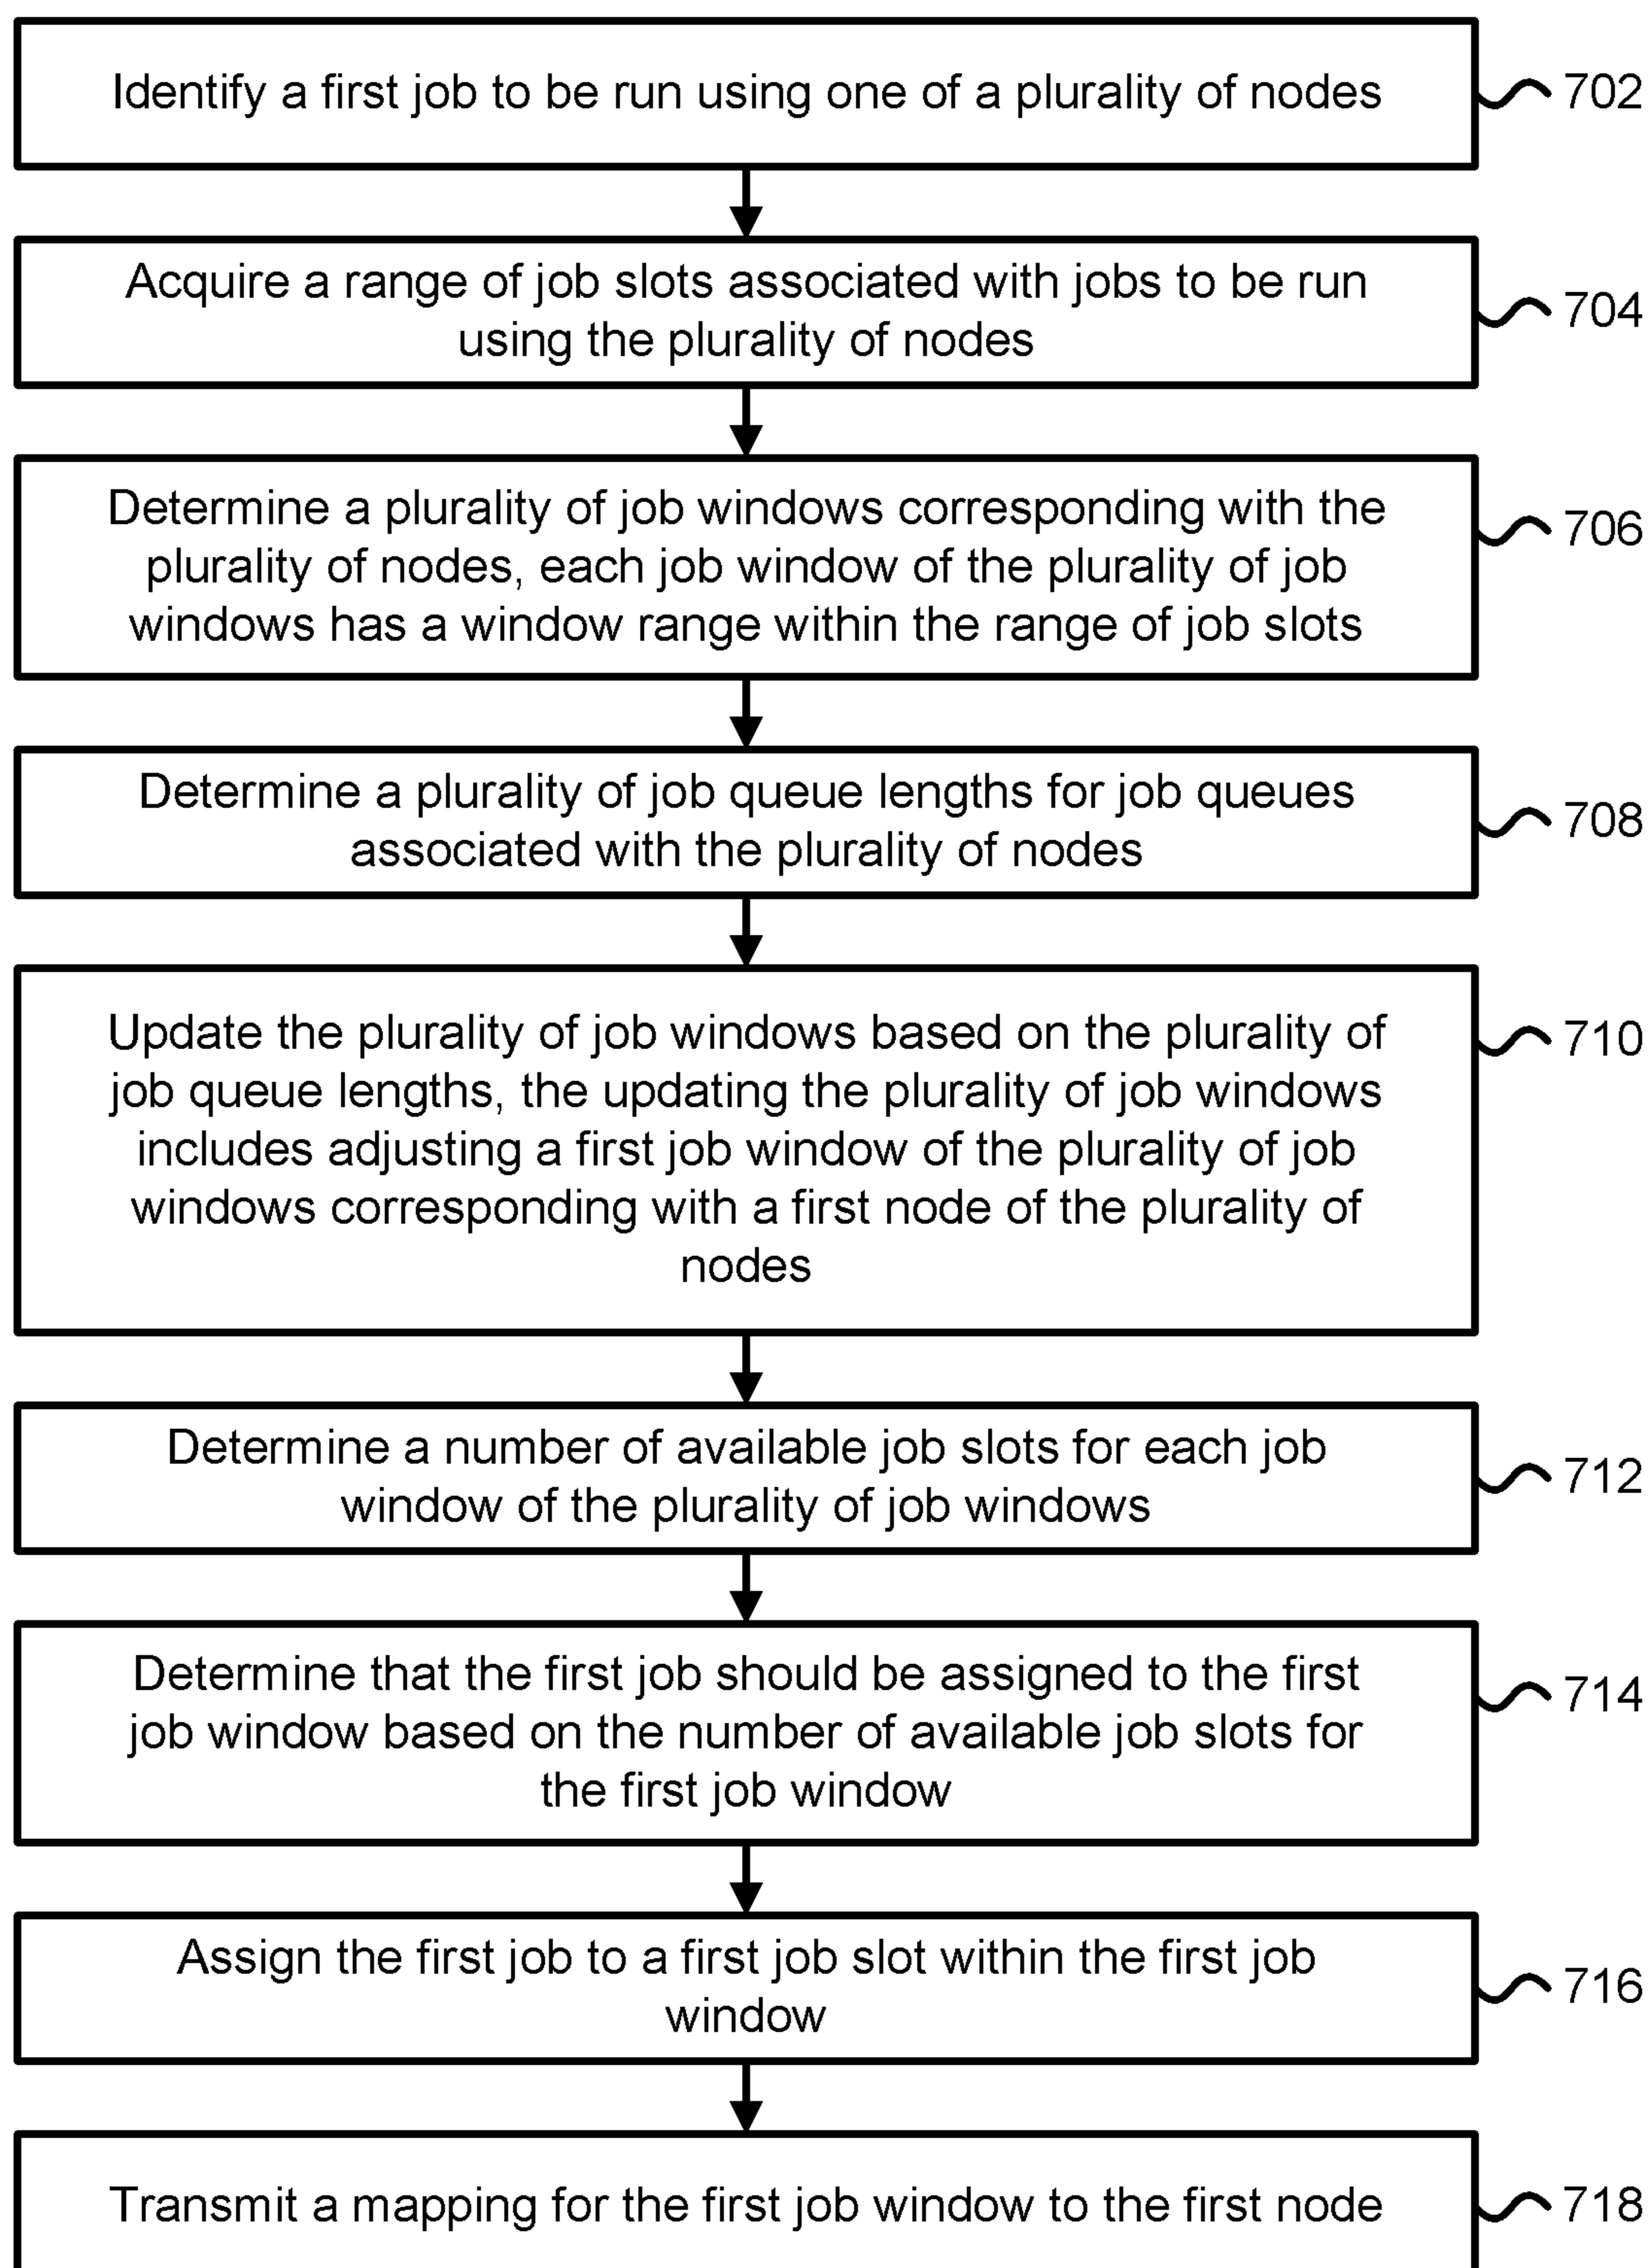 Identify a first job to be run using one of a plurality of nodes
702
Acquire a range of job slots associated with jobs to be run
using the plurality of nodes
704
Determine a plurality of job windows corresponding with the
plurality of nodes, each job window of the plurality of job
windows has a window range within the range of job slots
706
Determine a plurality of job queue lengths for job queues
associated with the plurality of nodes
708
Update the plurality of job windows based on the plurality of
job queue lengths, the updating the plurality of job windows
includes adjusting a first job window of the plurality of job
windows corresponding with a first node of the plurality of
nodes
710
Determine a number of available job slots for each job
window of the plurality of job windows
712
Determine that the first job should be assigned to the first
job window based on the number of available job slots for
the first job window
714
Assign the first job to a first job slot within the first job
window
716
Transmit a mapping for the first job window to the first node
718